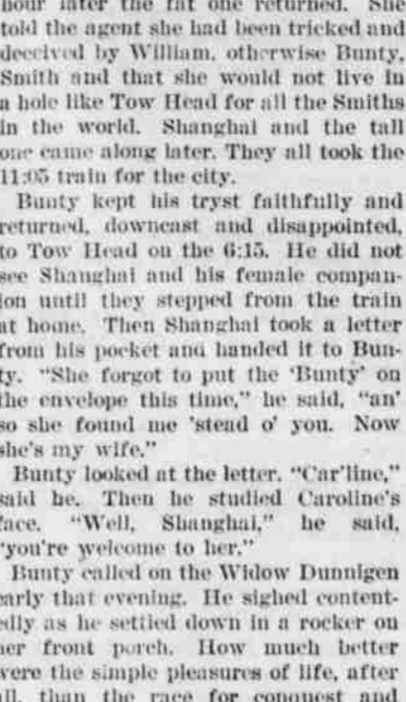 hour later the fat one returned. She
told the agent she had been tricked and
deceived by William, otherwise Bunty,
Smith and that she would not live in
a hole like Tow Head for all the Smiths
in the world. Shanghai and the tall
one came along later. They all took the
11:05 train for the city.
Bunty kept his tryst faithfully and
returned, downcast and disappointed,
to Tow Head on the 6:15. He did not
see Shanghai and his female compan-
ion until they stepped from the train
at home. Then Shanghai took a letter
from his pocket and handed it to Bun-
ty. "She forgot to put the 'Bunty' on
the envelope this time," he said, "an'
so she found me 'stead o' you. Now
she's my wife."
Bunty looked at the letter. "Car'line,"
said he. Then he studied Caroline's
face. "Well, Shanghai," he said,
"you're welcome to her."
Bunty called on the Widow Dunnigen
early that evening. He sighed content-
edly as he settled down in a rocker on
her front porch. How much better
were the simple pleasures of life, after
all, than the race for conquest and